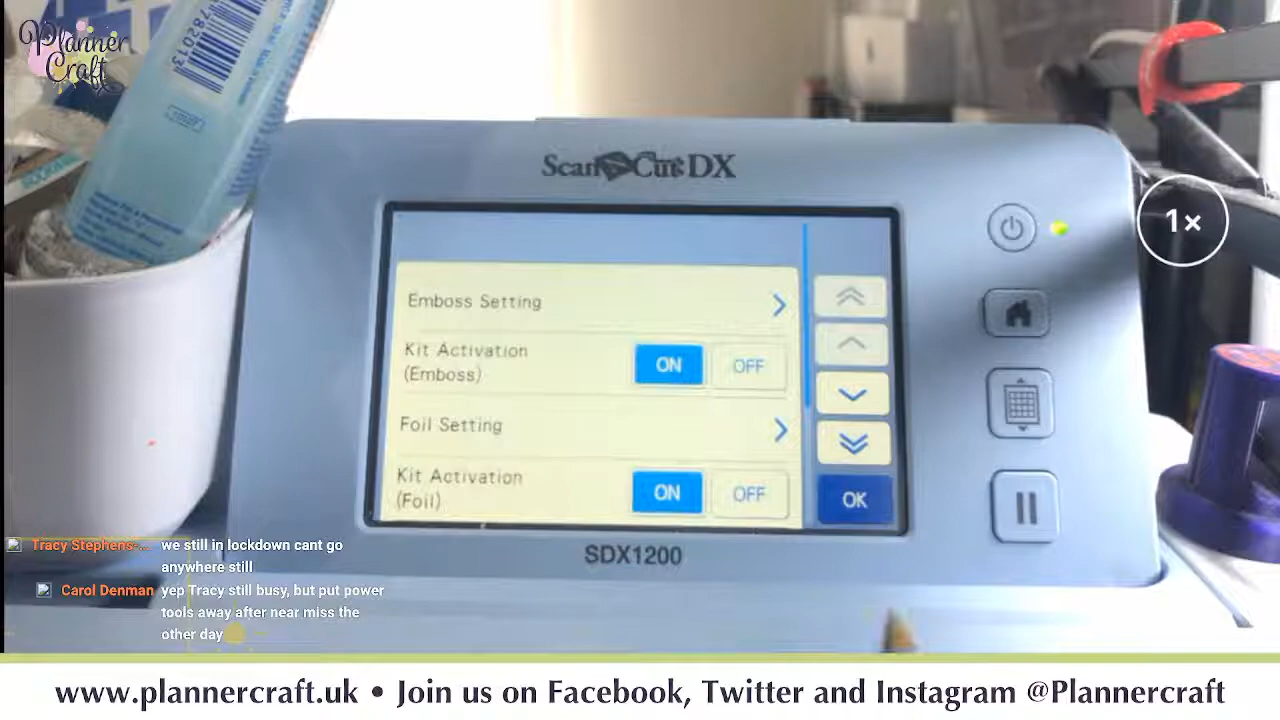 Planner
Craft
782013
ScanNCut DX
Emboss Setting
Kit Activation
(Emboss)
ON
OFF
Foil Setting
Kit Activation
(Foil)
ON
OFF
OK
SDX1200
1×
Tracy Stephens-... we still in lockdown cant go
anywhere still
Carol Denman yep Tracy still busy, but put power
tools away after near miss the
other day
www.plannercraft.uk • Join us on Facebook, Twitter and Instagram @Plannercraft